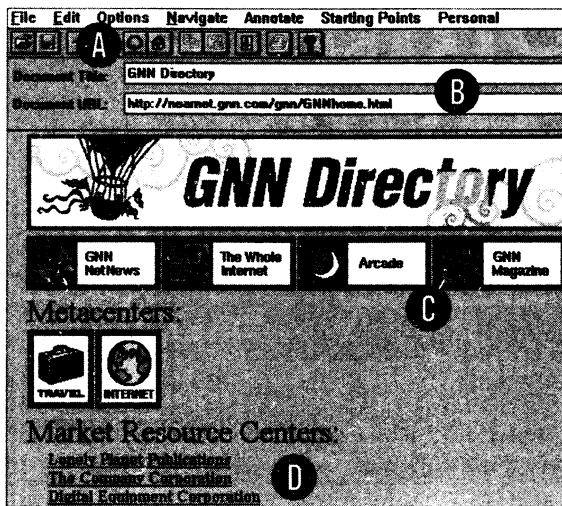 File Edit Options Navigate Annotate Starting Points Personal
A
Document Title: GNN Directory
B
Document URL: http://nearnet.gnn.com/gnn/GNNhome.html
GNN Directory
GNN NetNews
The Whole Internet
Arcade
GNN Magazine
C
Metacenters:
TRAVEL INTERNET
Market Resource Centers:
Lonely Planet Publications
The Company Corporation
D
Digital Equipment Corporation